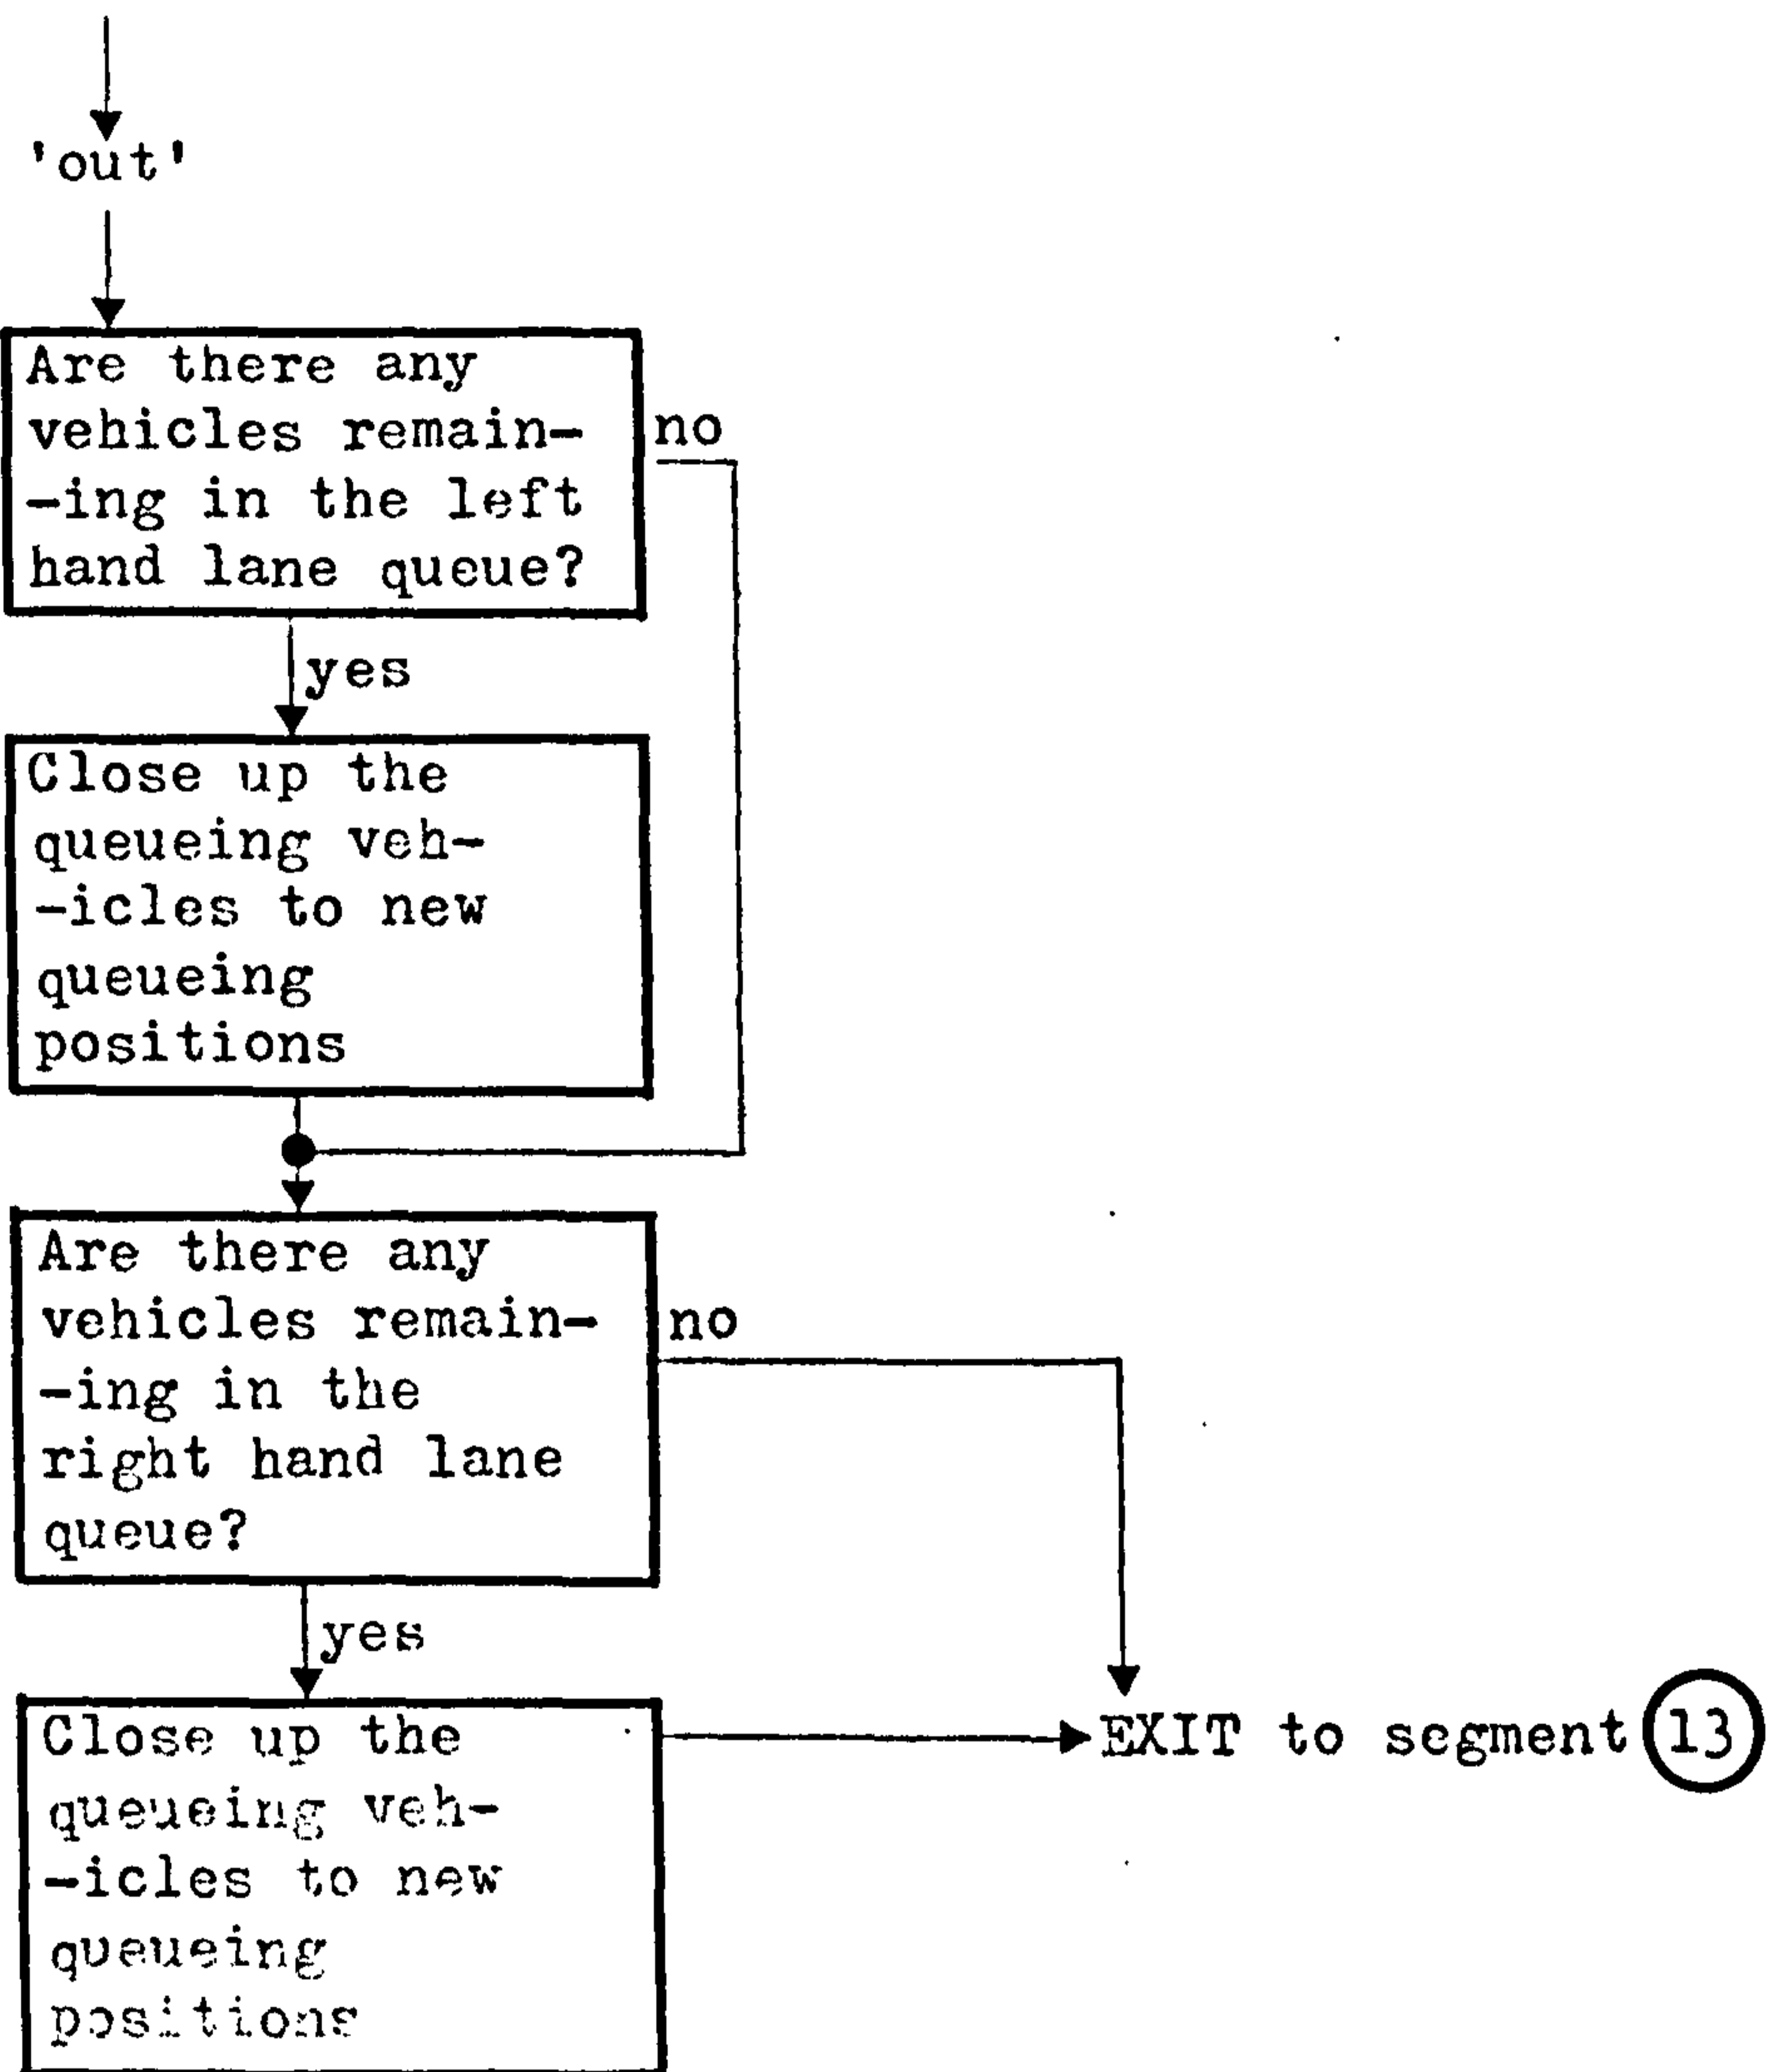 'out'
Are there any
vehicles remain-
-ing in the left
hand lane queue?
no
yes
Close up the
queueing veh-
-icles to new
queueing
positions
Are there any
vehicles remain-
-ing in the
right hand lane
queue?
no
yes
Close up the
queueing veh-
-icles to new
queueing
positions
EXIT to segment 13